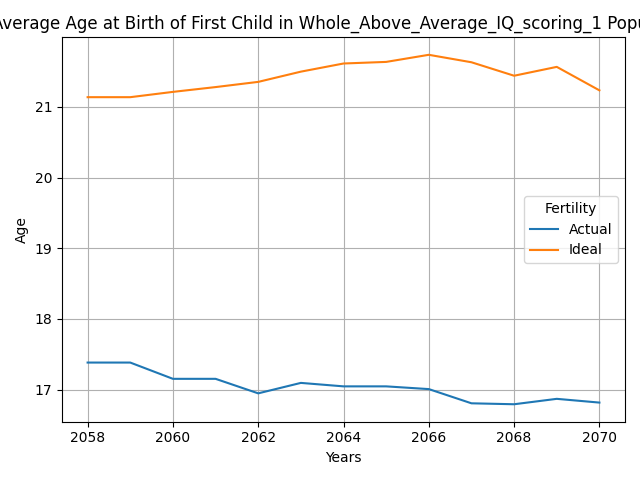 Average Age at Birth of First Child in Whole_Above_Average_IQ_scoring_1 Popu
Age
21
20
19
18
17
Fertility
Actual
Ideal
2058 2060 2062 2064 2066 2068 2070
Years